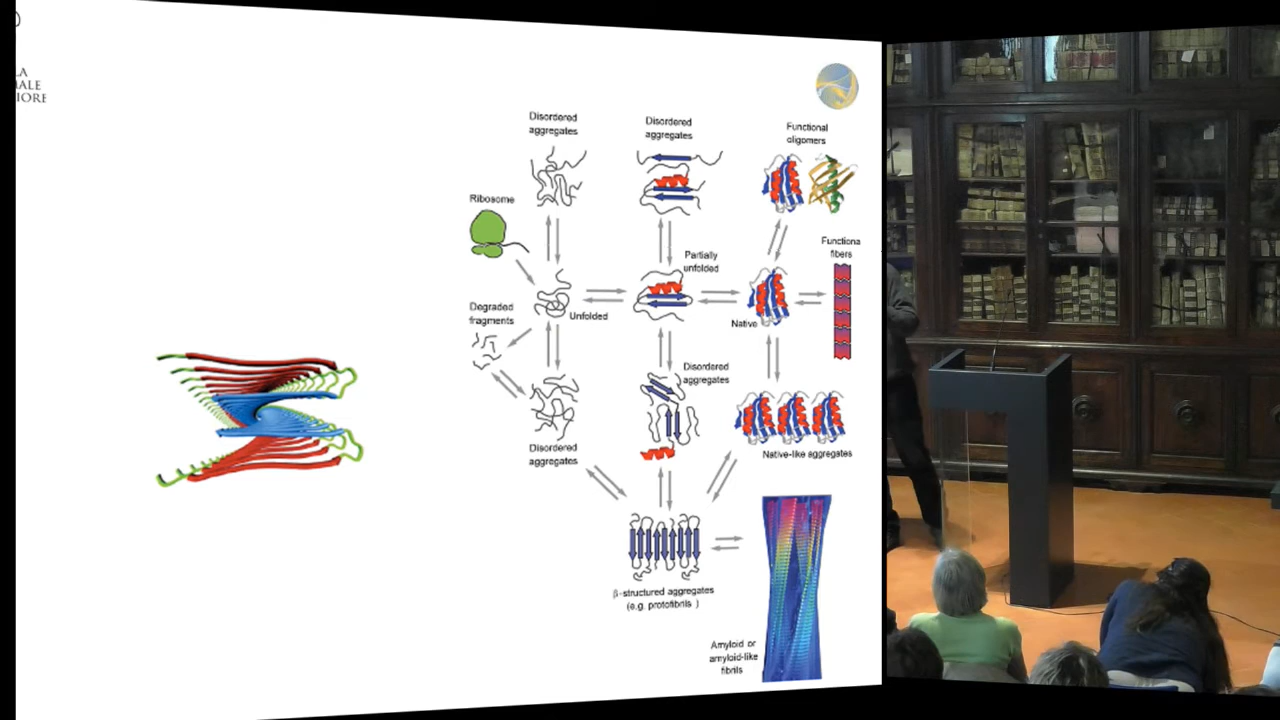 LA
IALE
IORE
Disordered
aggregates
Disordered
aggregates
Functional
oligomers
Ribosome
Functiona
fibers
Partially
unfolded
Degraded
fragments
Unfolded
Native
Disordered
aggregates
Disordered
aggregates
Native-like aggregates
β-structured aggregates
(e.g. protofibrils )
Amyloid or
amyloid-like
fibrils